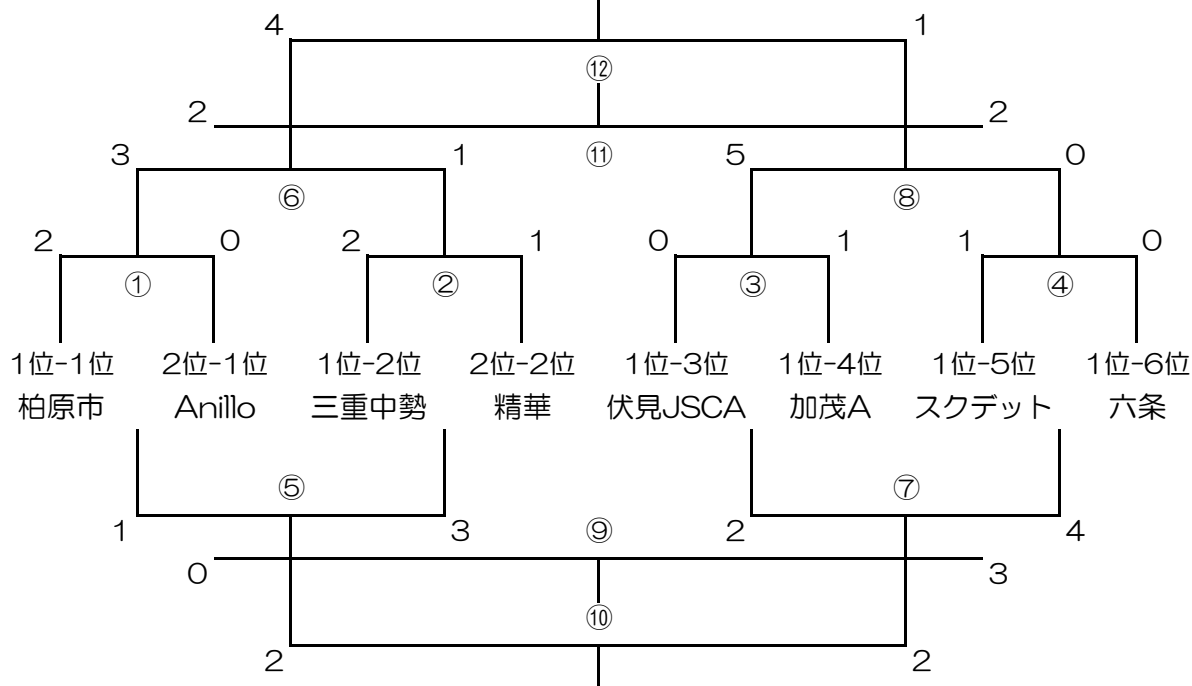 4 1
⑫
2 2
3 1 ⑪ 5 0
⑥ ⑧
2 0 2 1 0 1 1 0
① ② ③ ④
1位-1位 2位-1位 1位-2位 2位-2位 1位-3位 1位-4位 1位-5位 1位-6位
柏原市 Anillo 三重中勢 精華 伏見JSCA 加茂A スクデット 六条
⑤ ⑦
1 3 ⑨ 2 4
0 3
⑩
2 2